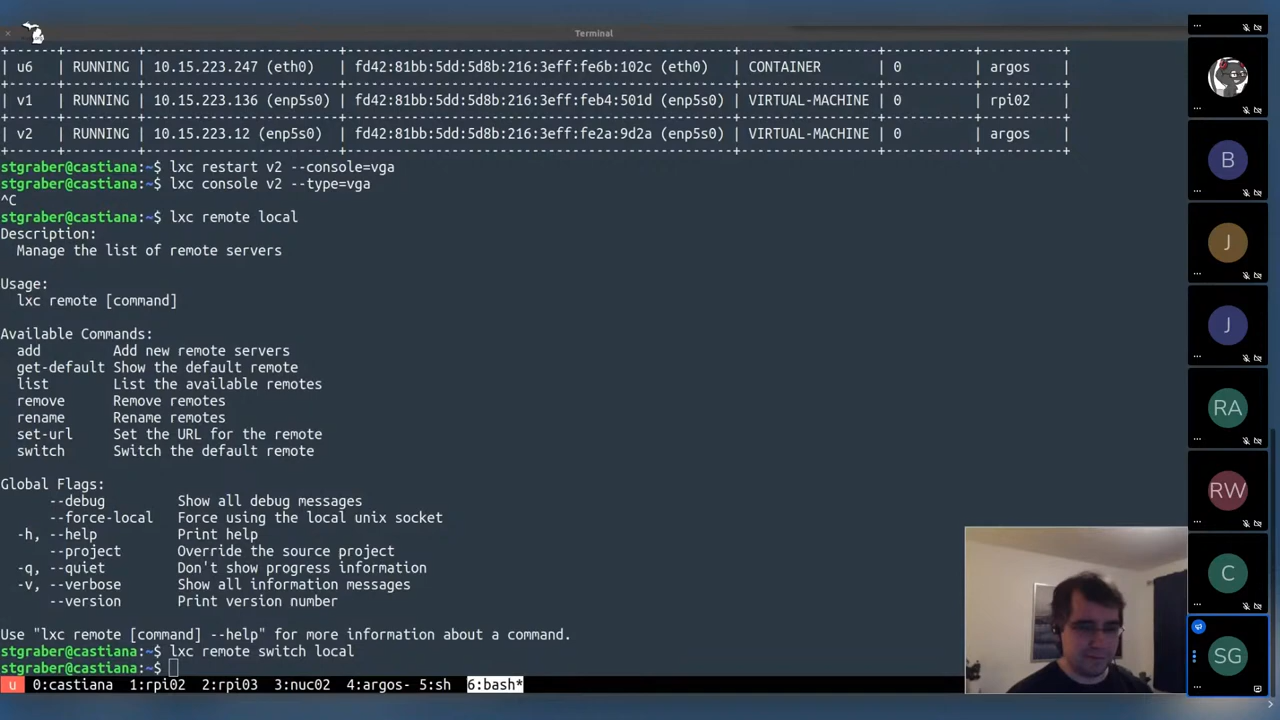 Terminal
+------+---------+------------------------+-----------------------------------------------+-----------------+-----------+----------+
| u6 | RUNNING | 10.15.223.247 (eth0) | fd42:81bb:5dd:5d8b:216:3eff:fe6b:102c (eth0) | CONTAINER | 0 | argos |
+------+---------+------------------------+-----------------------------------------------+-----------------+-----------+----------+
| v1 | RUNNING | 10.15.223.136 (enp5s0) | fd42:81bb:5dd:5d8b:216:3eff:feb4:501d (enp5s0) | VIRTUAL-MACHINE | 0 | rpi02 |
+------+---------+------------------------+-----------------------------------------------+-----------------+-----------+----------+
| v2 | RUNNING | 10.15.223.12 (enp5s0) | fd42:81bb:5dd:5d8b:216:3eff:fe2a:9d2a (enp5s0) | VIRTUAL-MACHINE | 0 | argos |
+------+---------+------------------------+-----------------------------------------------+-----------------+-----------+----------+
stgraber@castiana:~$ lxc restart v2 --console=vga
stgraber@castiana:~$ lxc console v2 --type=vga
^C
stgraber@castiana:~$ lxc remote local
Description:
Manage the list of remote servers
Usage:
lxc remote [command]
Available Commands:
add Add new remote servers
get-default Show the default remote
list List the available remotes
remove Remove remotes
rename Rename remotes
set-url Set the URL for the remote
switch Switch the default remote
Global Flags:
--debug Show all debug messages
--force-local Force using the local unix socket
-h, --help Print help
--project Override the source project
-q, --quiet Don't show progress information
-v, --verbose Show all information messages
--version Print version number
Use "lxc remote [command] --help" for more information about a command.
stgraber@castiana:~$ lxc remote switch local
stgraber@castiana:~$
u 0:castiana 1:rpi02 2:rpi03 3:nuc02 4:argos- 5:sh 6:bash*
B
J
J
RA
RW
C
SG